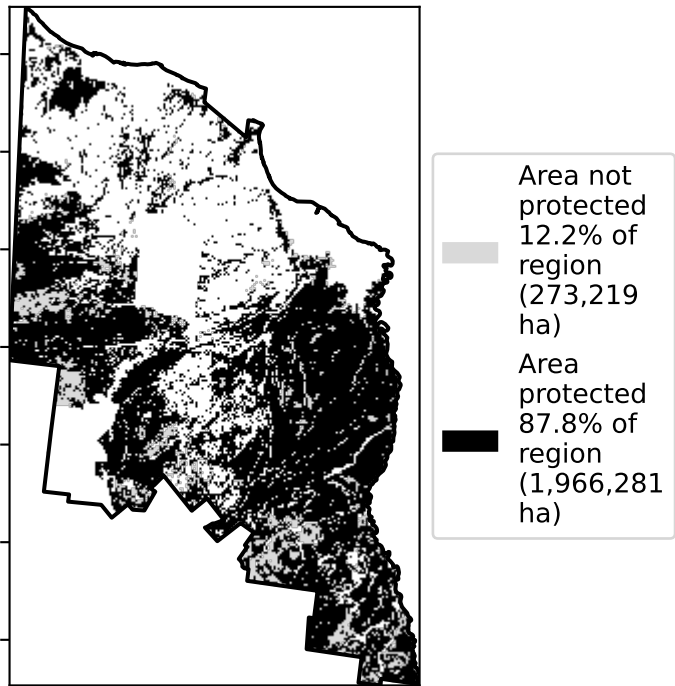 Area not
protected
12.2% of
region
(273,219
ha)
Area
protected
87.8% of
region
(1,966,281
ha)